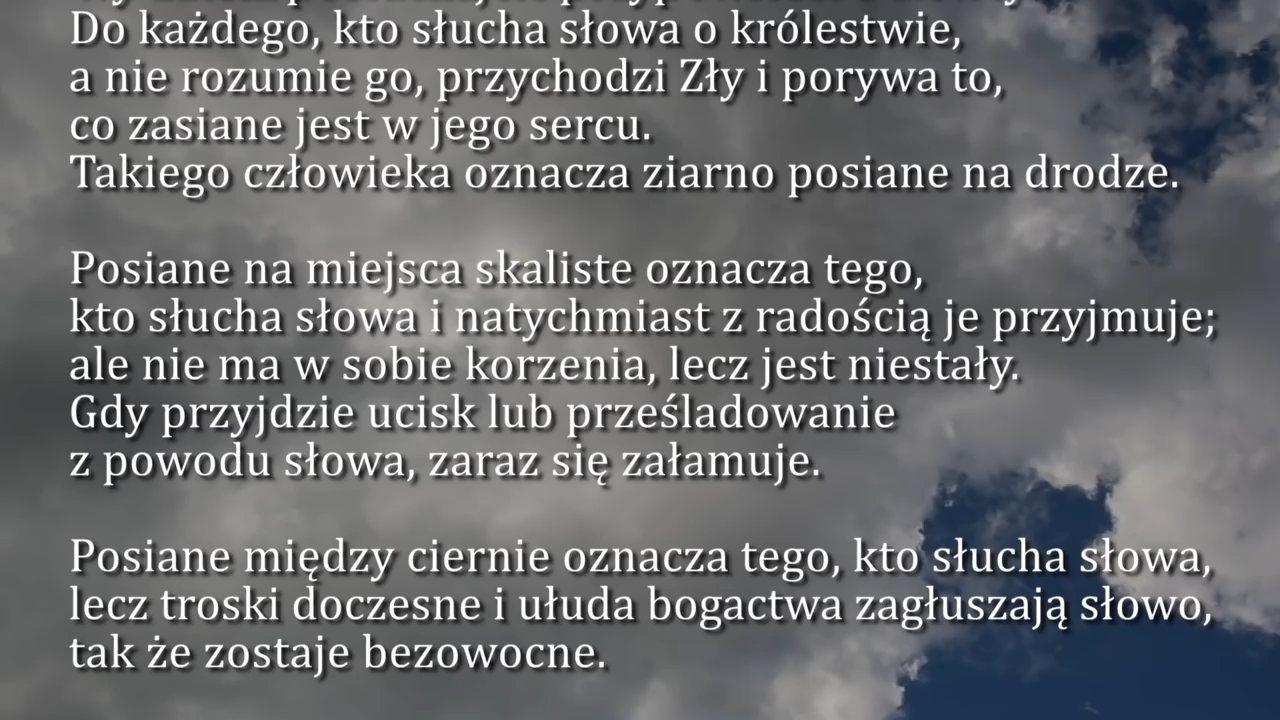 Do każdego, kto słucha słowa o królestwie,
a nie rozumie go, przychodzi Zły i porywa to,
co zasiane jest w jego sercu.
Takiego człowieka oznacza ziarno posiane na drodze.
Posiane na miejsca skaliste oznacza tego,
kto słucha słowa i natychmiast z radością je przyjmuje;
ale nie ma w sobie korzenia, lecz jest niestały.
Gdy przyjdzie ucisk lub prześladowanie
z powodu słowa, zaraz się załamuje.
Posiane między ciernie oznacza tego, kto słucha słowa,
lecz troski doczesne i ułuda bogactwa zagłuszają słowo,
tak że zostaje bezowocne.